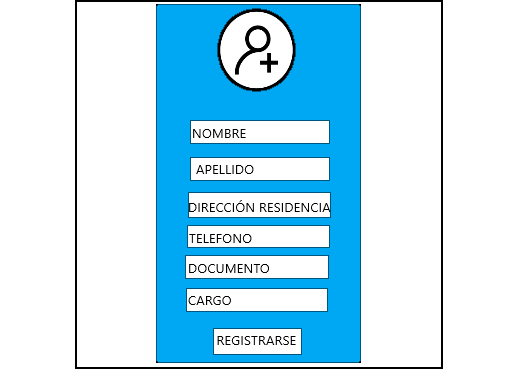 NOMBRE
APELLIDO
DIRECCIÓN RESIDENCIA
TELEFONO
DOCUMENTO
CARGO
REGISTRARSE